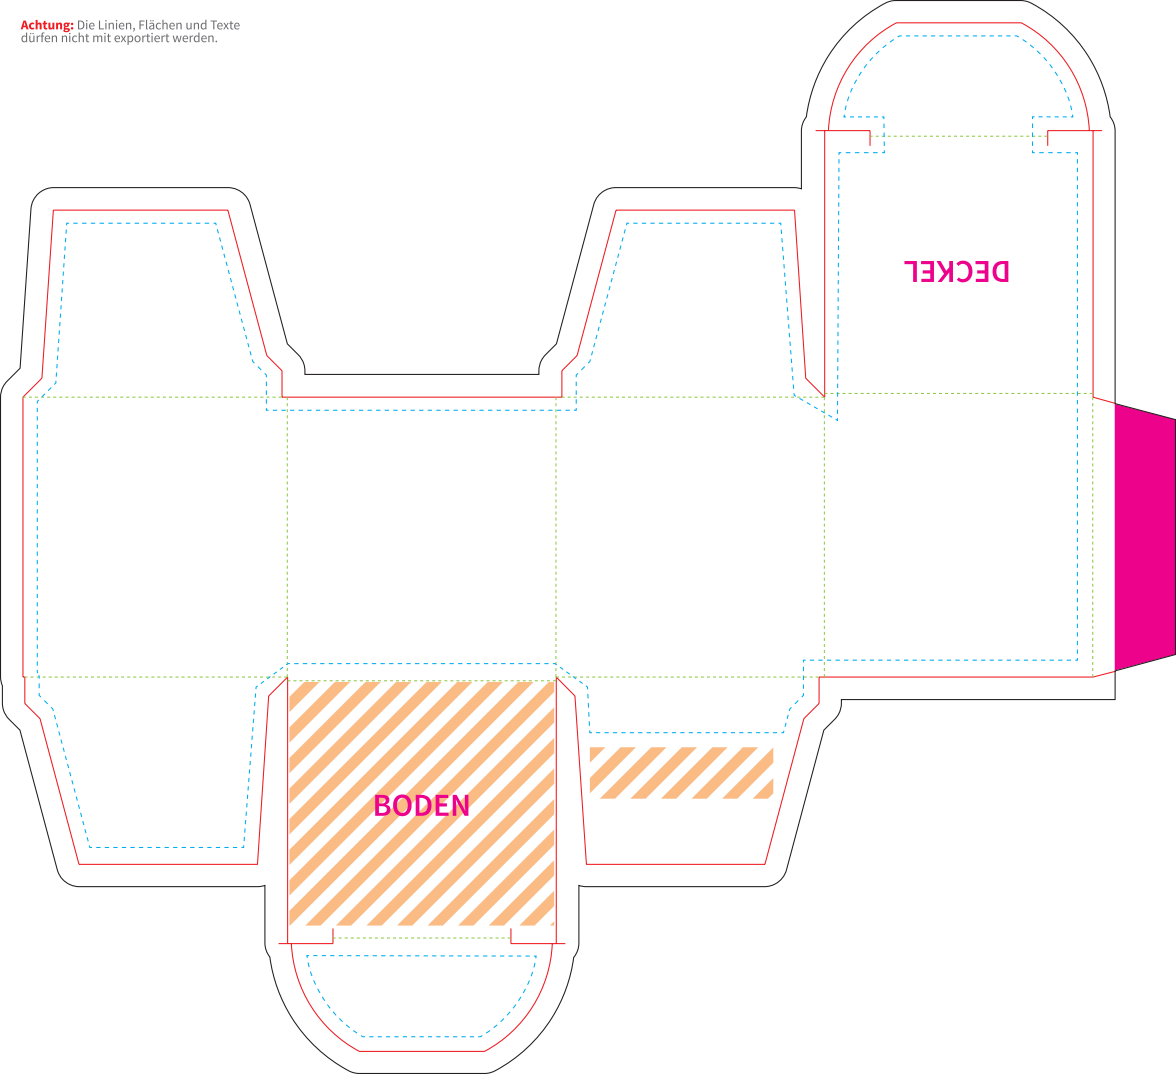 Achtung: Die Linien, Flächen und Texte
dürfen nicht mit exportiert werden.
DECKEL
BODEN